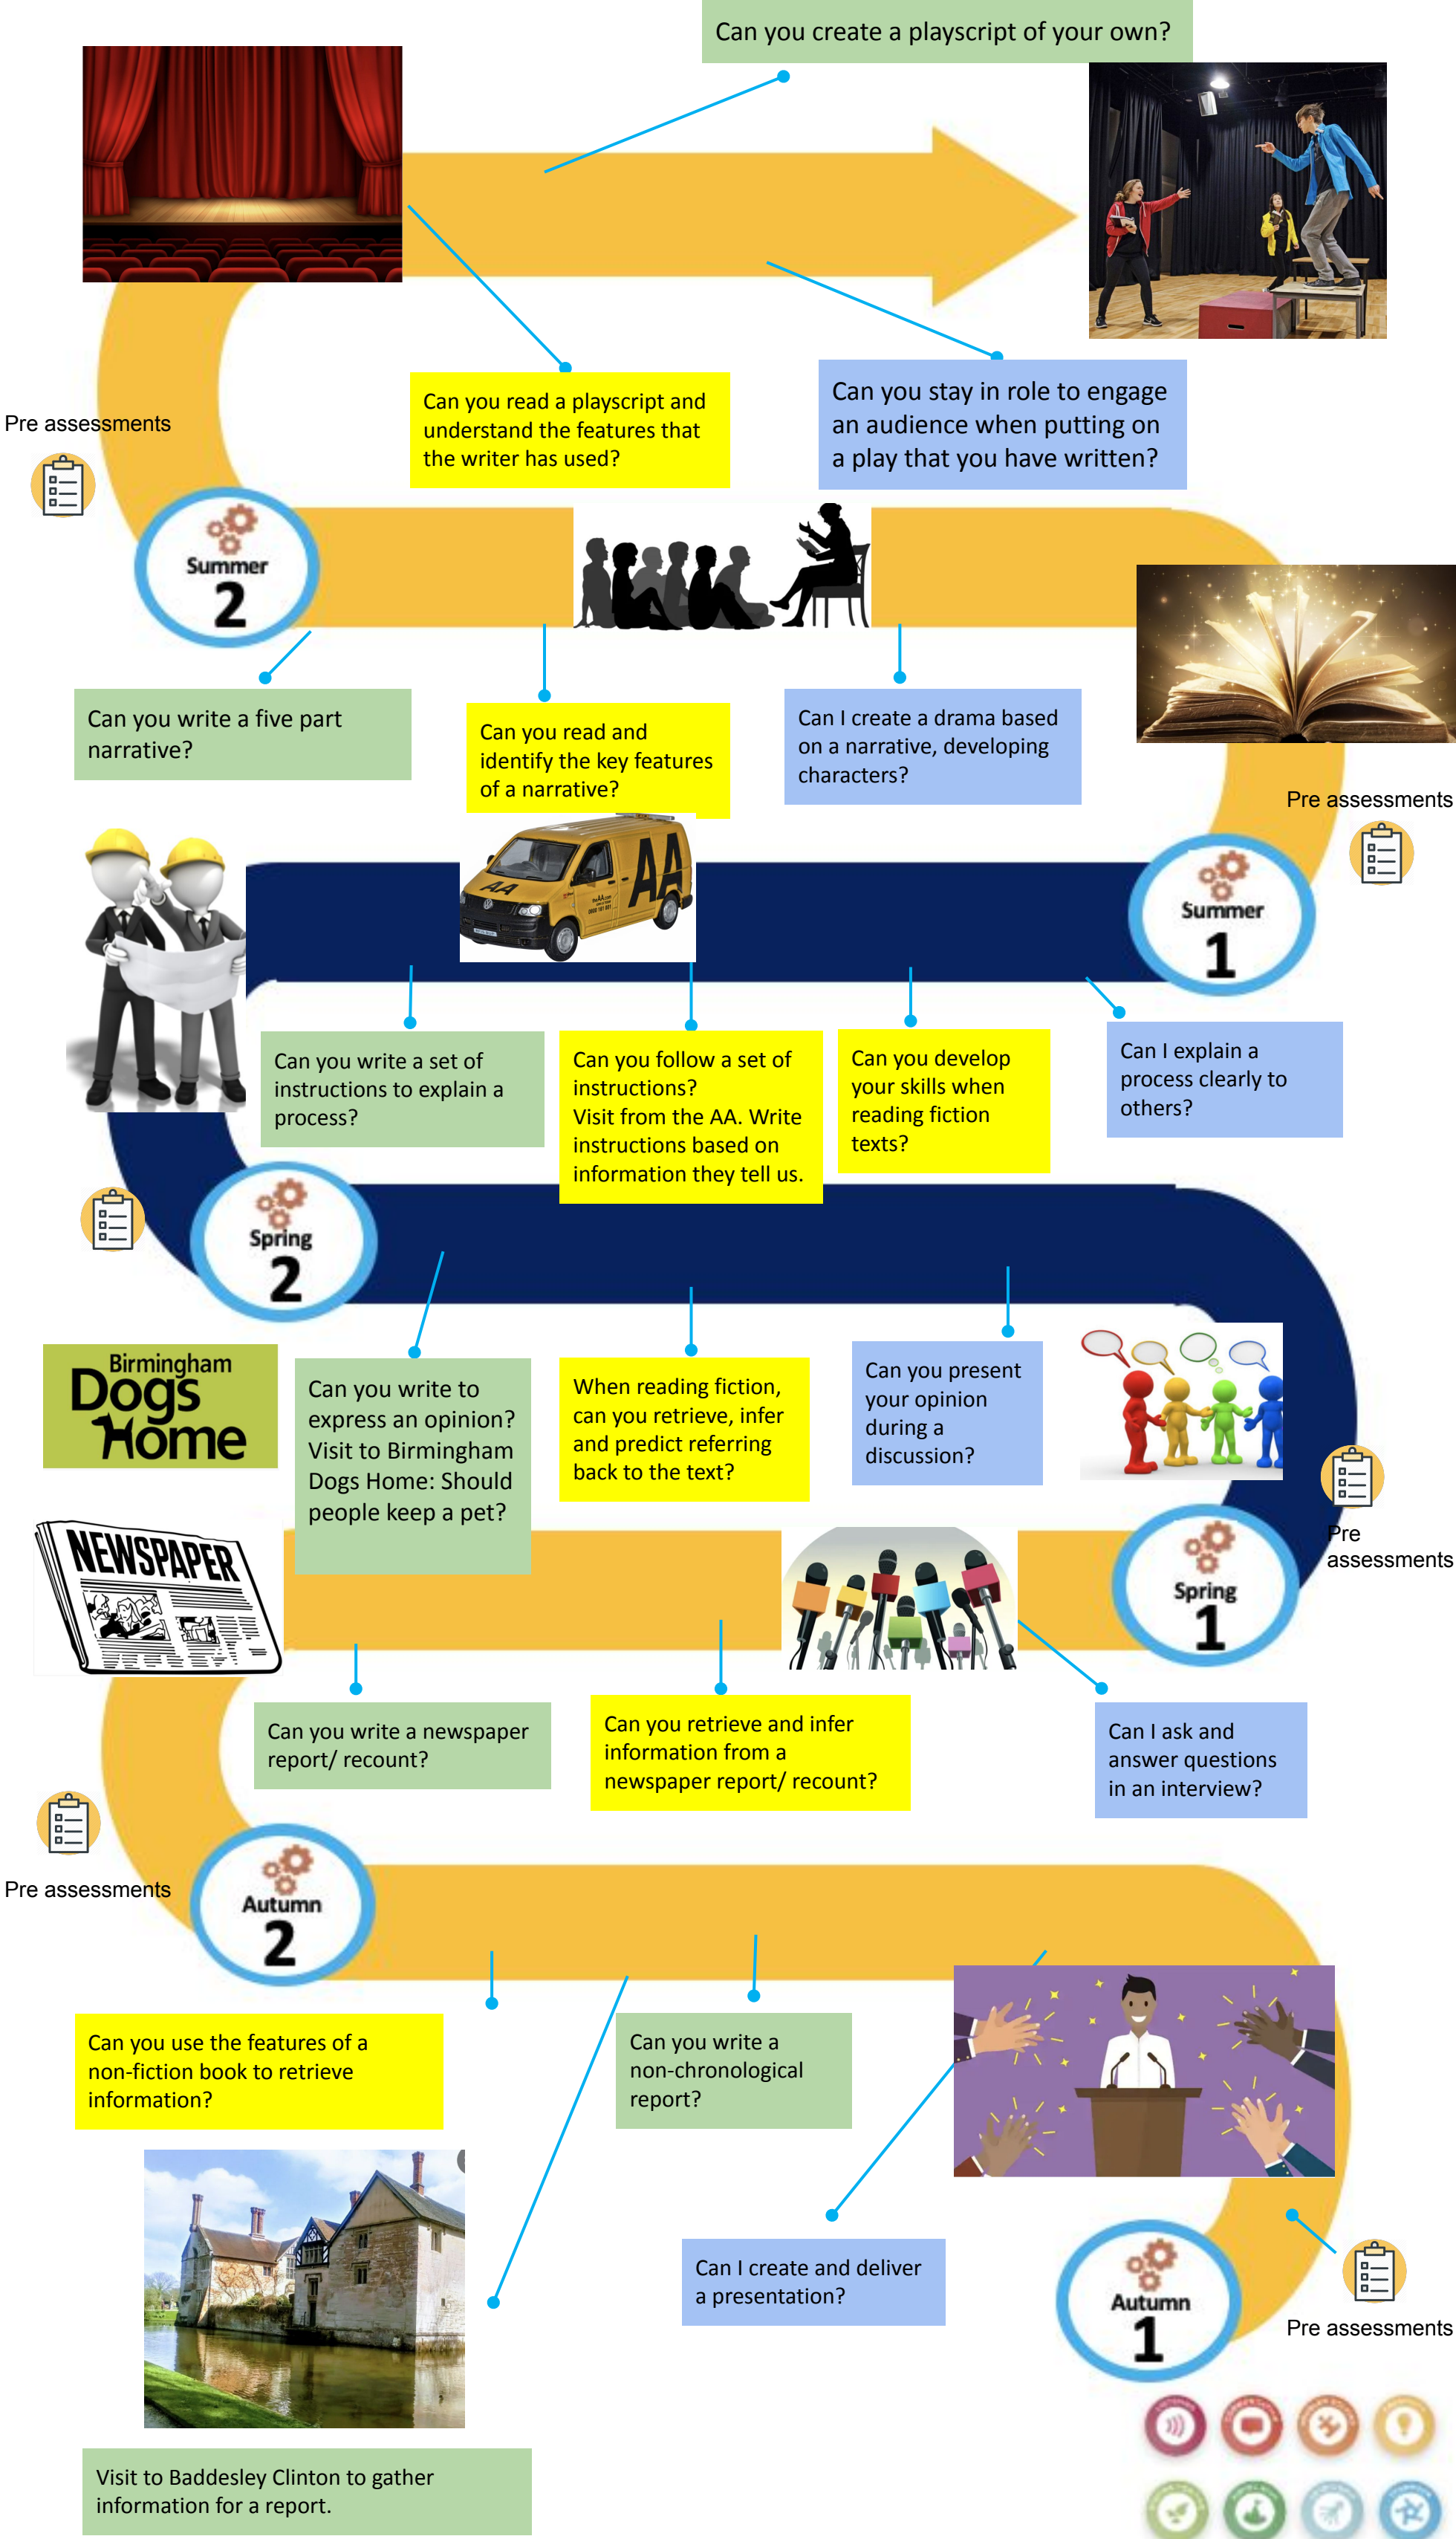 Can you create a playscript of your own?
Can you read a playscript and
understand the features that
the writer has used?
Can you stay in role to engage
an audience when putting on
a play that you have written?
Pre assessments
Summer
2
Can you write a five part
narrative?
Can you read and
identify the key features
of a narrative?
Can I create a drama based
on a narrative, developing
characters?
Pre assessments
AA
AA
Summer
1
Can you write a set of
instructions to explain a
process?
Can you follow a set of
instructions?
Visit from the AA. Write
instructions based on
information they tell us.
Can you develop
your skills when
reading fiction
texts?
Can I explain a
process clearly to
others?
Spring
2
Birmingham
Dogs
Home
Can you write to
express an opinion?
Visit to Birmingham
Dogs Home: Should
people keep a pet?
When reading fiction,
can you retrieve, infer
and predict referring
back to the text?
Can you present
your opinion
during a
discussion?
Pre
assessments
NEWSPAPER
Spring
1
Can you write a newspaper
report/ recount?
Can you retrieve and infer
information from a
newspaper report/ recount?
Can I ask and
answer questions
in an interview?
Pre assessments
Autumn
2
Can you use the features of a
non-fiction book to retrieve
information?
Can you write a
non-chronological
report?
Can I create and deliver
a presentation?
Autumn
1
Pre assessments
Visit to Baddesley Clinton to gather
information for a report.